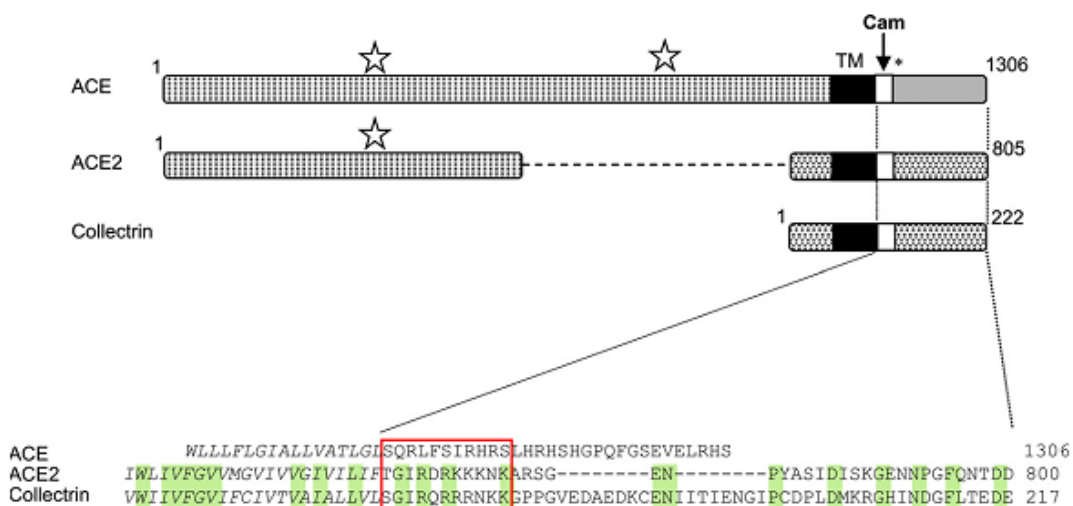 Cam
1 TM * 1306
ACE
1 805
ACE2
1 222
Collectrin
ACE WLLLFLGIALLVATLGLSQRLFSIRHRSLHRHSHGPQFGSEVELRHS 1306
ACE2 IWLIVFGVVMGVIVVGIVILIFTGIRDRKKKNKARSG--------EN--------PYASIDISKGENNPGFQNTDD 800
Collectrin VWIIVFGVIFCIVTVAIALLVLSGIRQRRRNKKSPPGVEDAEDKCENIITIENGIPCDPLDMKRGHINDGFLTEDE 217